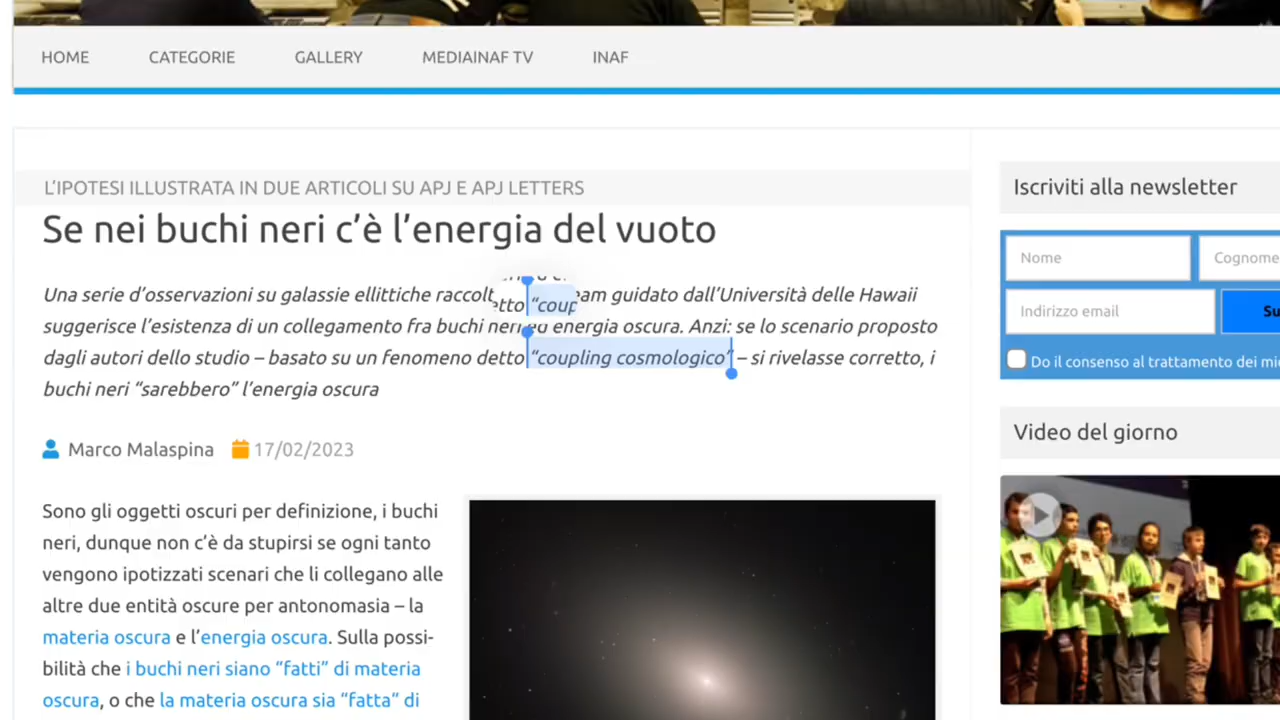 HOME CATEGORIE GALLERY MEDIAINAF TV INAF
L’IPOTESI ILLUSTRATA IN DUE ARTICOLI SU APJ E APJ LETTERS
Se nei buchi neri c’è l’energia del vuoto
Una serie d’osservazioni su galassie ellittiche raccolt eam guidato dall’Università delle Hawaii
etto “coup
suggerisce l’esistenza di un collegamento fra buchi neri ed energia oscura. Anzi: se lo scenario proposto
dagli autori dello studio – basato su un fenomeno detto “coupling cosmologico” – si rivelasse corretto, i
buchi neri “sarebbero” l’energia oscura
Marco Malaspina 17/02/2023
Sono gli oggetti oscuri per definizione, i buchi
neri, dunque non c’è da stupirsi se ogni tanto
vengono ipotizzati scenari che li collegano alle
altre due entità oscure per antonomasia – la
materia oscura e l’energia oscura. Sulla possi-
bilità che i buchi neri siano “fatti” di materia
oscura, o che la materia oscura sia “fatta” di
Iscriviti alla newsletter
Nome Cognome
Indirizzo email Su
Do il consenso al trattamento dei mie
Video del giorno